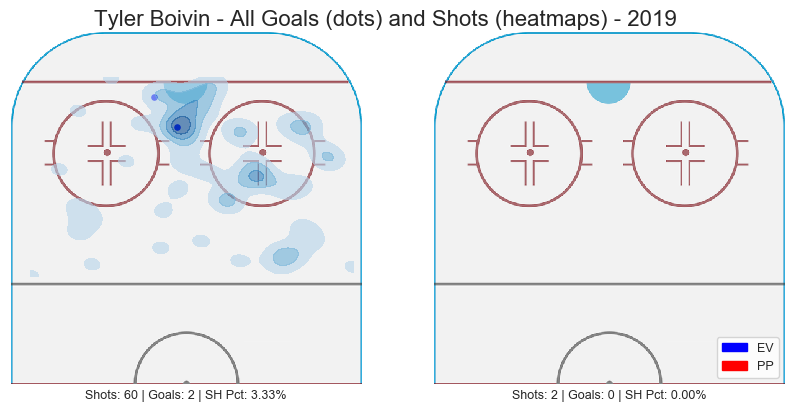 Tyler Boivin - All Goals (dots) and Shots (heatmaps) - 2019
EV
PP
Shots: 60 | Goals: 2 | SH Pct: 3.33%
Shots: 2 | Goals: 0 | SH Pct: 0.00%